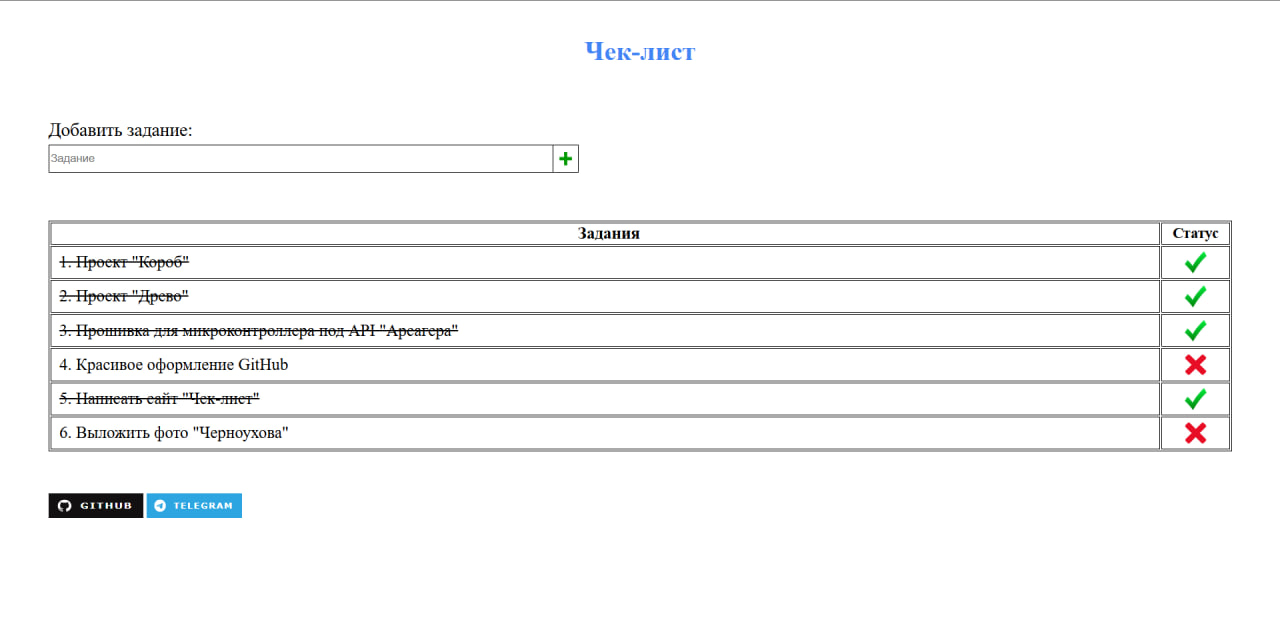 Чек-лист
Добавить задание:
Задание
Задания Статус
1. Проект "Короб"
2. Проект "Древо"
3. Прошивка для микроконтроллера под API "Арсагера"
4. Красивое оформление GitHub
5. Написать сайт "Чек-лист"
6. Выложить фото "Черноухова"
GITHUB TELEGRAM